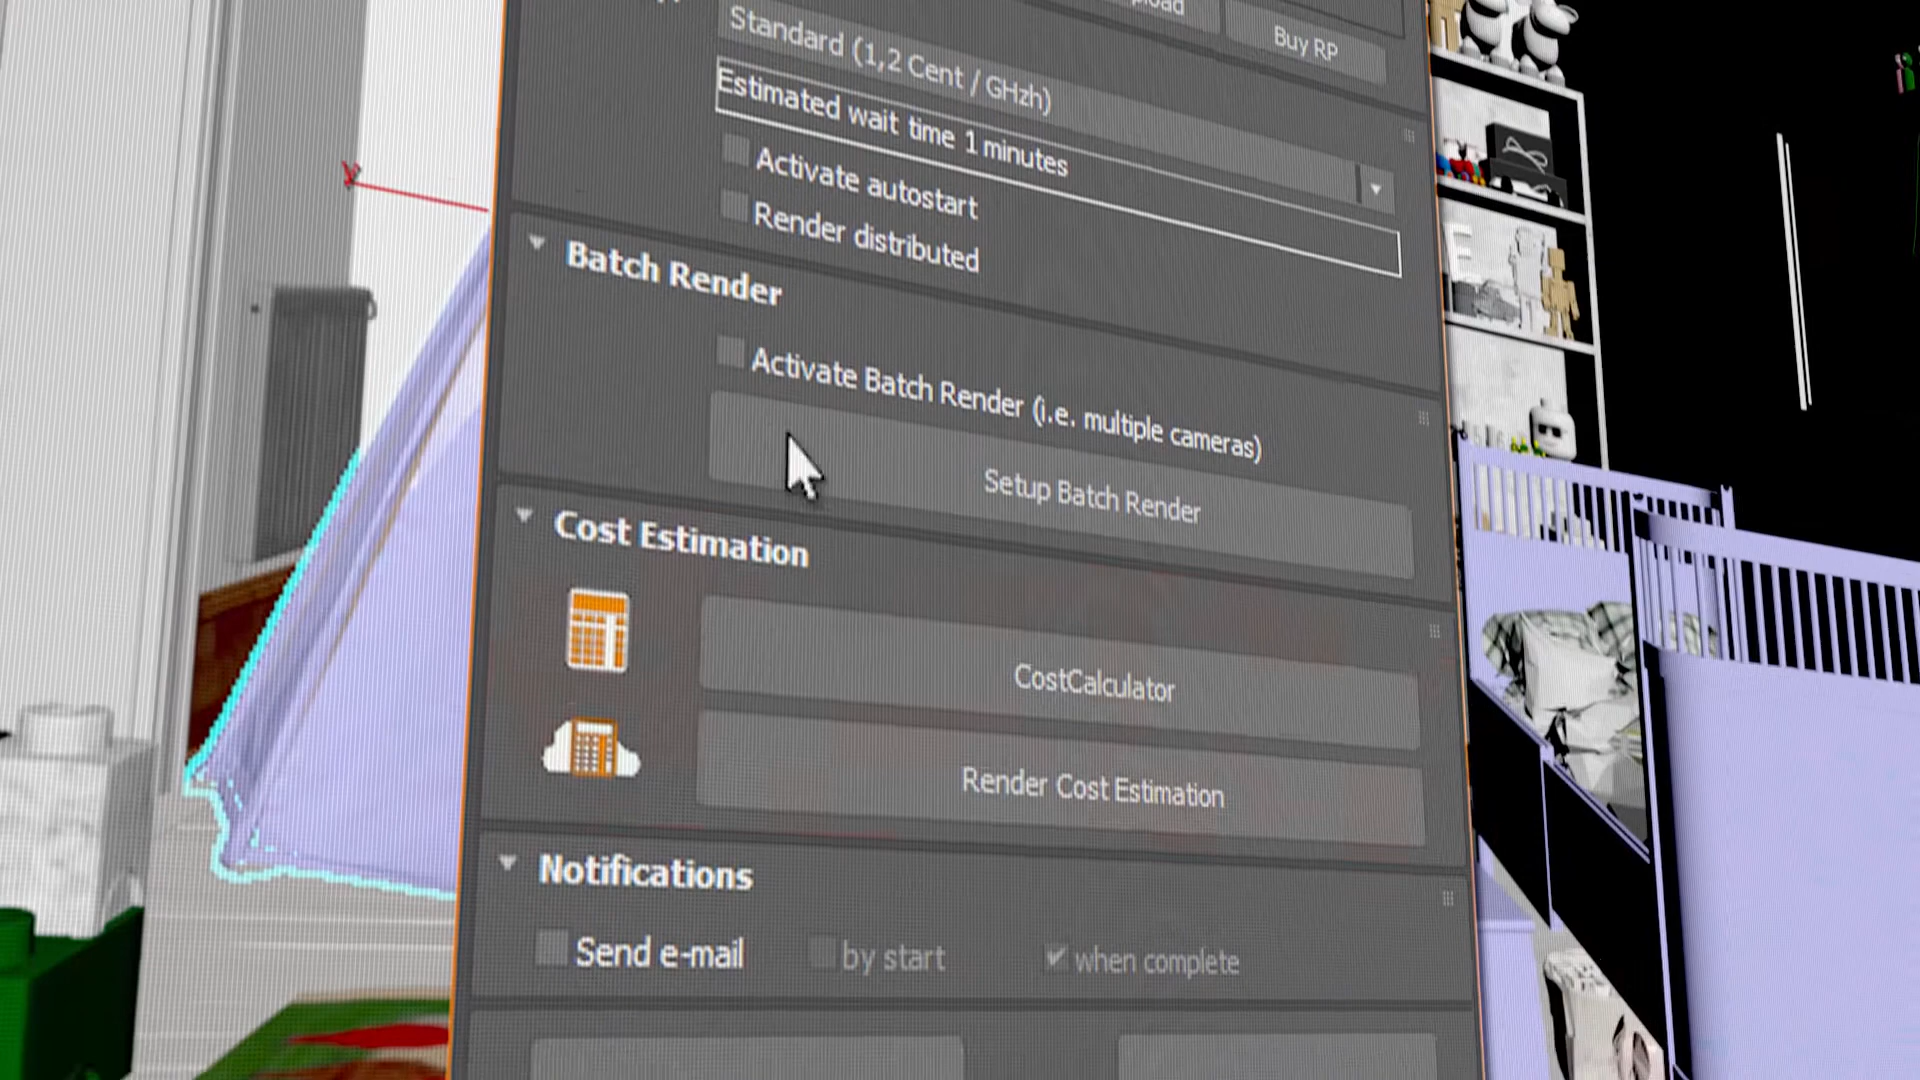 Buy RP
Standard (1,2 Cent / GHzh)
Estimated wait time 1 minutes
Activate autostart
Render distributed
Batch Render
Activate Batch Render (i.e. multiple cameras)
Setup Batch Render
Cost Estimation
CostCalculator
Render Cost Estimation
Notifications
Send e-mail by start when complete
y
E